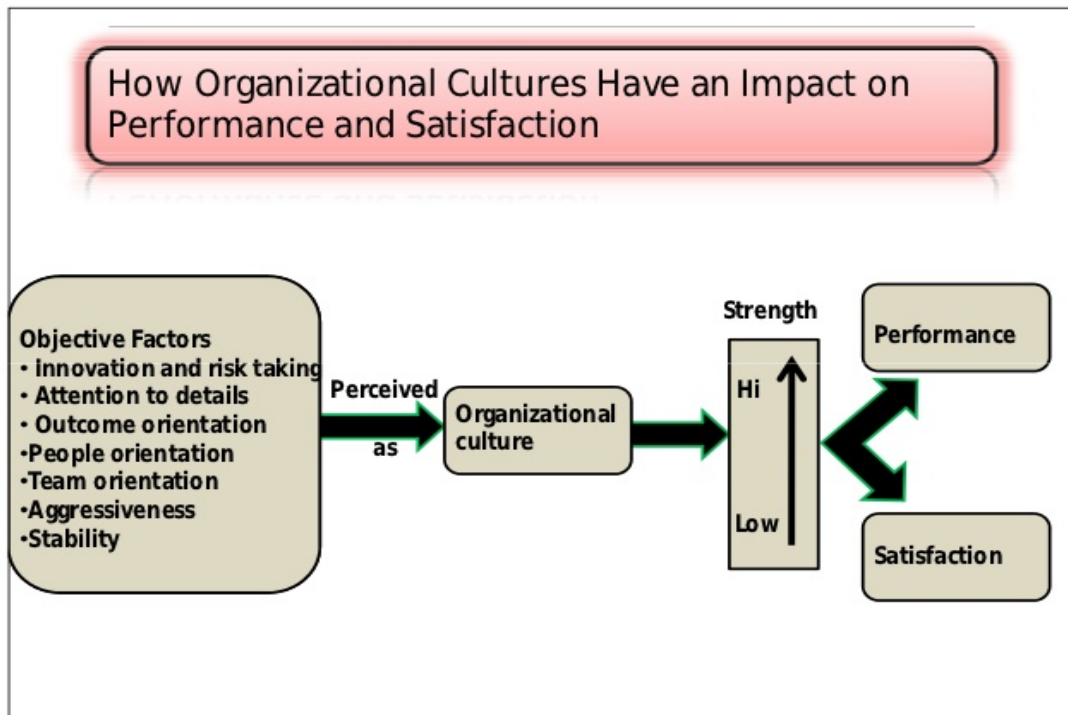 How Organizational Cultures Have an Impact on
Performance and Satisfaction
Objective Factors
• Innovation and risk taking
• Attention to details
• Outcome orientation
•People orientation
•Team orientation
•Aggressiveness
•Stability
Perceived
as
Organizational
culture
Strength
Hi
Low
Performance
Satisfaction